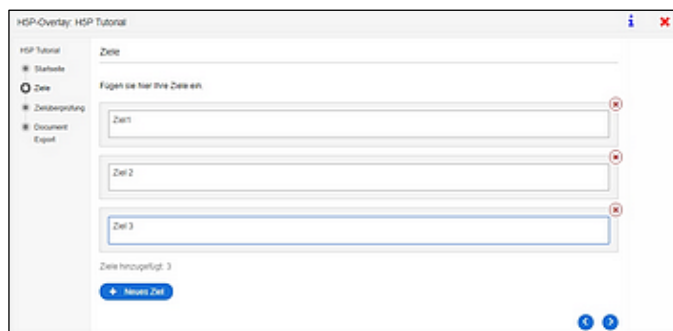 H5P-Overlay: H5P Tutorial
i
H5P Tutorial
Startseite
Ziele
Zielüberprüfung
Document
Export
Ziele
Fügen sie hier Ihre Ziele ein.
Ziel1
Ziel 2
Ziel 3
Ziele hinzugefügt: 3
+ Neues Ziel